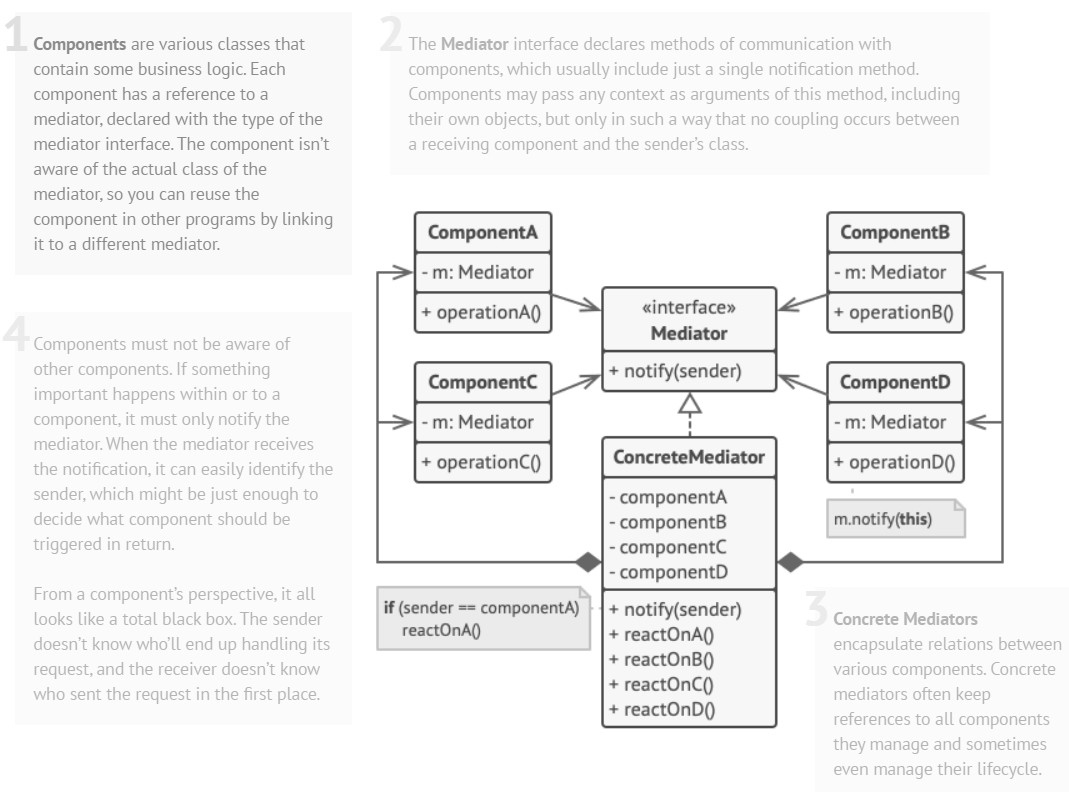 1
Components are various classes that
contain some business logic. Each
component has a reference to a
mediator, declared with the type of the
mediator interface. The component isn’t
aware of the actual class of the
mediator, so you can reuse the
component in other programs by linking
it to a different mediator.
2
The Mediator interface declares methods of communication with
components, which usually include just a single notification method.
Components may pass any context as arguments of this method, including
their own objects, but only in such a way that no coupling occurs between
a receiving component and the sender’s class.
ComponentA
- m: Mediator
+ operationA()
«interface»
Mediator
+ notify(sender)
ComponentB
- m: Mediator
+ operationB()
4
Components must not be aware of
other components. If something
important happens within or to a
component, it must only notify the
mediator. When the mediator receives
the notification, it can easily identify the
sender, which might be just enough to
decide what component should be
triggered in return.
From a component’s perspective, it all
looks like a total black box. The sender
doesn’t know who’ll end up handling its
request, and the receiver doesn’t know
who sent the request in the first place.
ComponentC
- m: Mediator
+ operationC()
ComponentD
- m: Mediator
+ operationD()
m.notify(this)
ConcreteMediator
- componentA
- componentB
- componentC
- componentD
+ notify(sender)
+ reactOnA()
+ reactOnB()
+ reactOnC()
+ reactOnD()
if (sender == componentA)
reactOnA()
3
Concrete Mediators
encapsulate relations between
various components. Concrete
mediators often keep
references to all components
they manage and sometimes
even manage their lifecycle.